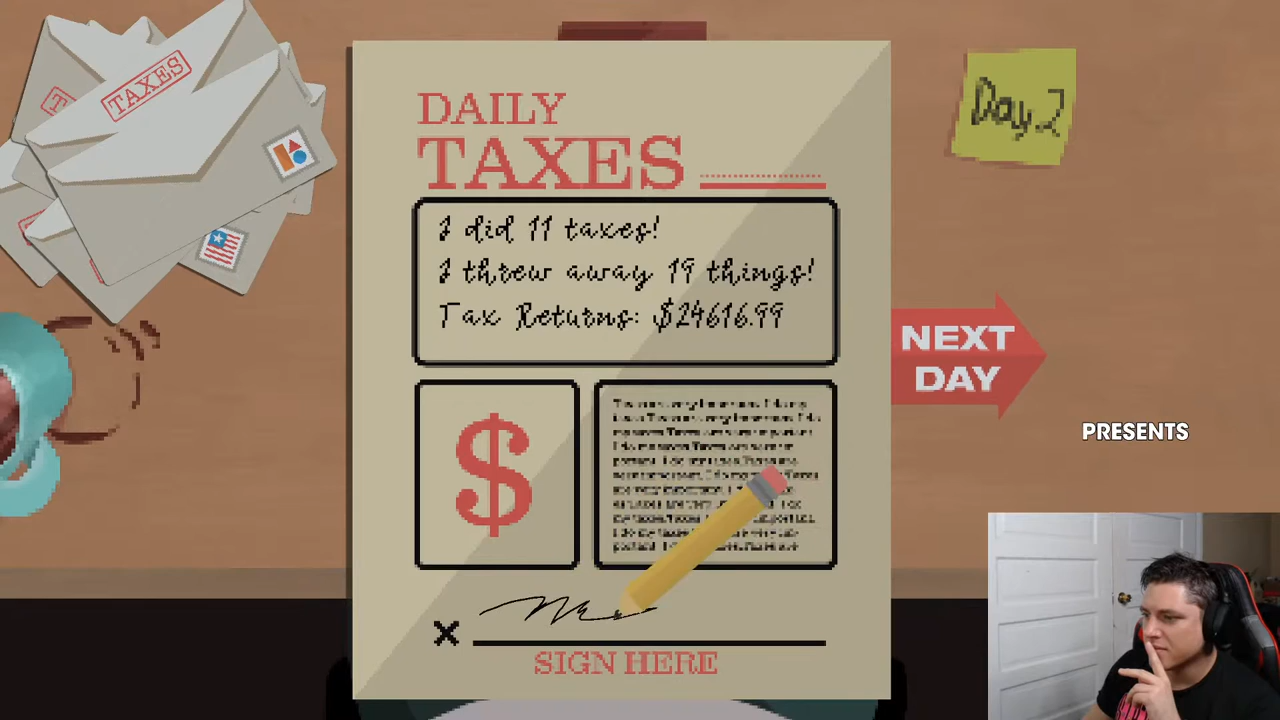 TAXES
DAILY
TAXES
Day 2
I did 11 taxes!
I threw away 19 things!
Tax Returns: $24616.99
NEXT
DAY
PRESENTS
$
X
SIGN HERE